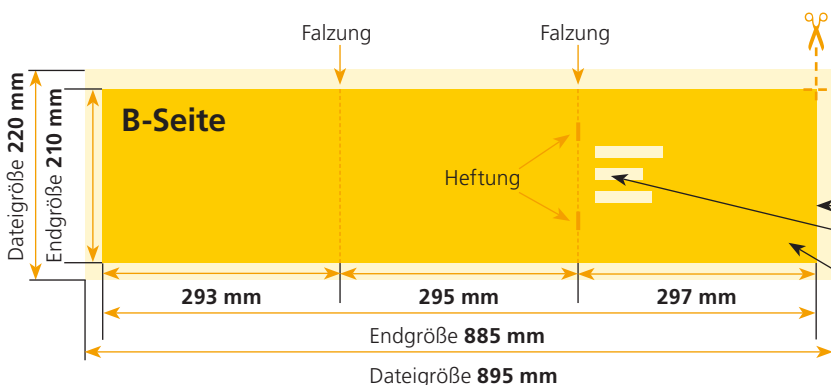 Falzung
Falzung
Dateigröße 220 mm
Endgröße 210 mm
B-Seite
Heftung
293 mm
295 mm
297 mm
Endgröße 885 mm
Dateigröße 895 mm